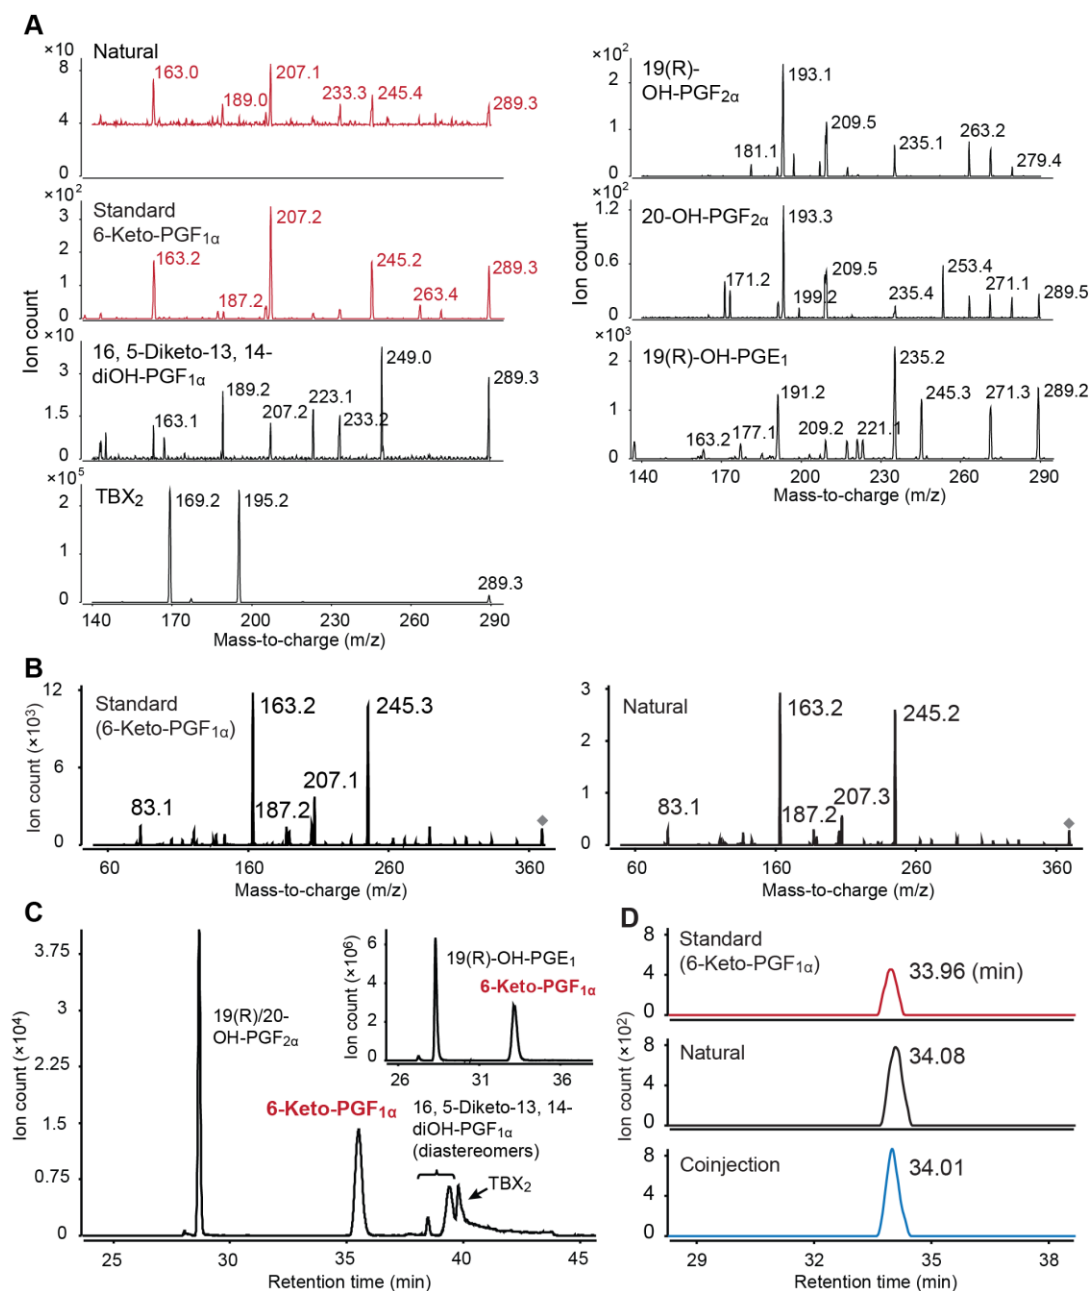 A
×10
Natural
8
4
0
163.0
189.0
207.1
233.3
245.4
289.3
×10²
Standard
6-Keto-PGF1α
3
2
1
0
163.2
187.2
207.2
245.2
263.4
289.3
Ion count
×10
16, 5-Diketo-13, 14-
diOH-PGF1α
3
1.5
0
163.1
189.2
207.2
223.1
233.2
249.0
289.3
×10⁵
TBX₂
2
1
0
169.2
195.2
289.3
140 170 200 230 260 290
Mass-to-charge (m/z)
×10²
19(R)-
OH-PGF2α
2
1
0
181.1
193.1
209.5
235.1
263.2
279.4
20-OH-PGF2α
1.2
0.6
0
171.2
193.3
199.2
209.5
235.4
253.4
271.1
289.5
Ion count
×10³
19(R)-OH-PGE₁
2
1
0
163.2
177.1
191.2
209.2
221.1
235.2
245.3
271.3
289.2
140 170 200 230 260 290
Mass-to-charge (m/z)
B
Ion count (×10³)
12
6
0
Standard
(6-Keto-PGF1α)
83.1
163.2
187.2
207.1
245.3
60 160 260 360
Mass-to-charge (m/z)
3
2
1
0
Natural
83.1
163.2
187.2
207.3
245.2
60 160 260 360
Mass-to-charge (m/z)
C
Ion count (×10⁴)
3.75
3
2.25
1.5
0.75
0
19(R)/20-
OH-PGF2α
6-Keto-PGF1α
16, 5-Diketo-13, 14-
diOH-PGF1α
(diastereomers)
TBX₂
25 30 35 40 45
Retention time (min)
Ion count (×10⁶)
6
4
2
0
19(R)-OH-PGE₁
6-Keto-PGF1α
26 31 36
D
Ion count (×10²)
8
4
0
Standard
(6-Keto-PGF1α)
33.96 (min)
8
4
0
Natural
34.08
8
4
0
Coinjection
34.01
29 32 35 38
Retention time (min)